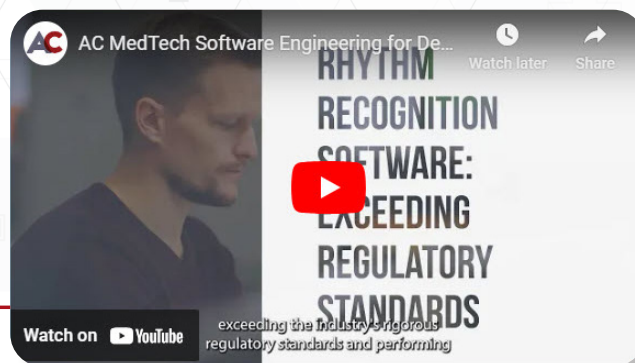 AC
AC MedTech Software Engineering for De...
Watch later
Share
RHYTHM
RECOGNITION
SOFTWARE:
EXCEEDING
REGULATORY
STANDARDS
exceeding the industry's rigorous
regulatory standards and performing
Watch on YouTube